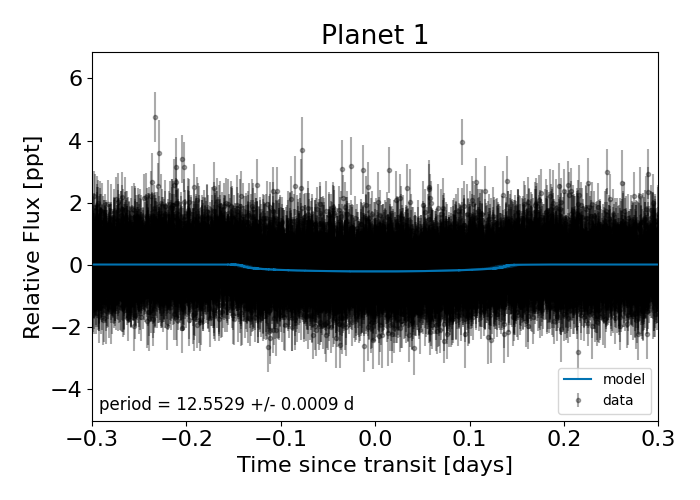 Planet 1
Relative Flux [ppt]
6
4
2
0
−2
−4
period = 12.5529 +/- 0.0009 d
model
data
−0.3 −0.2 −0.1 0.0 0.1 0.2 0.3
Time since transit [days]